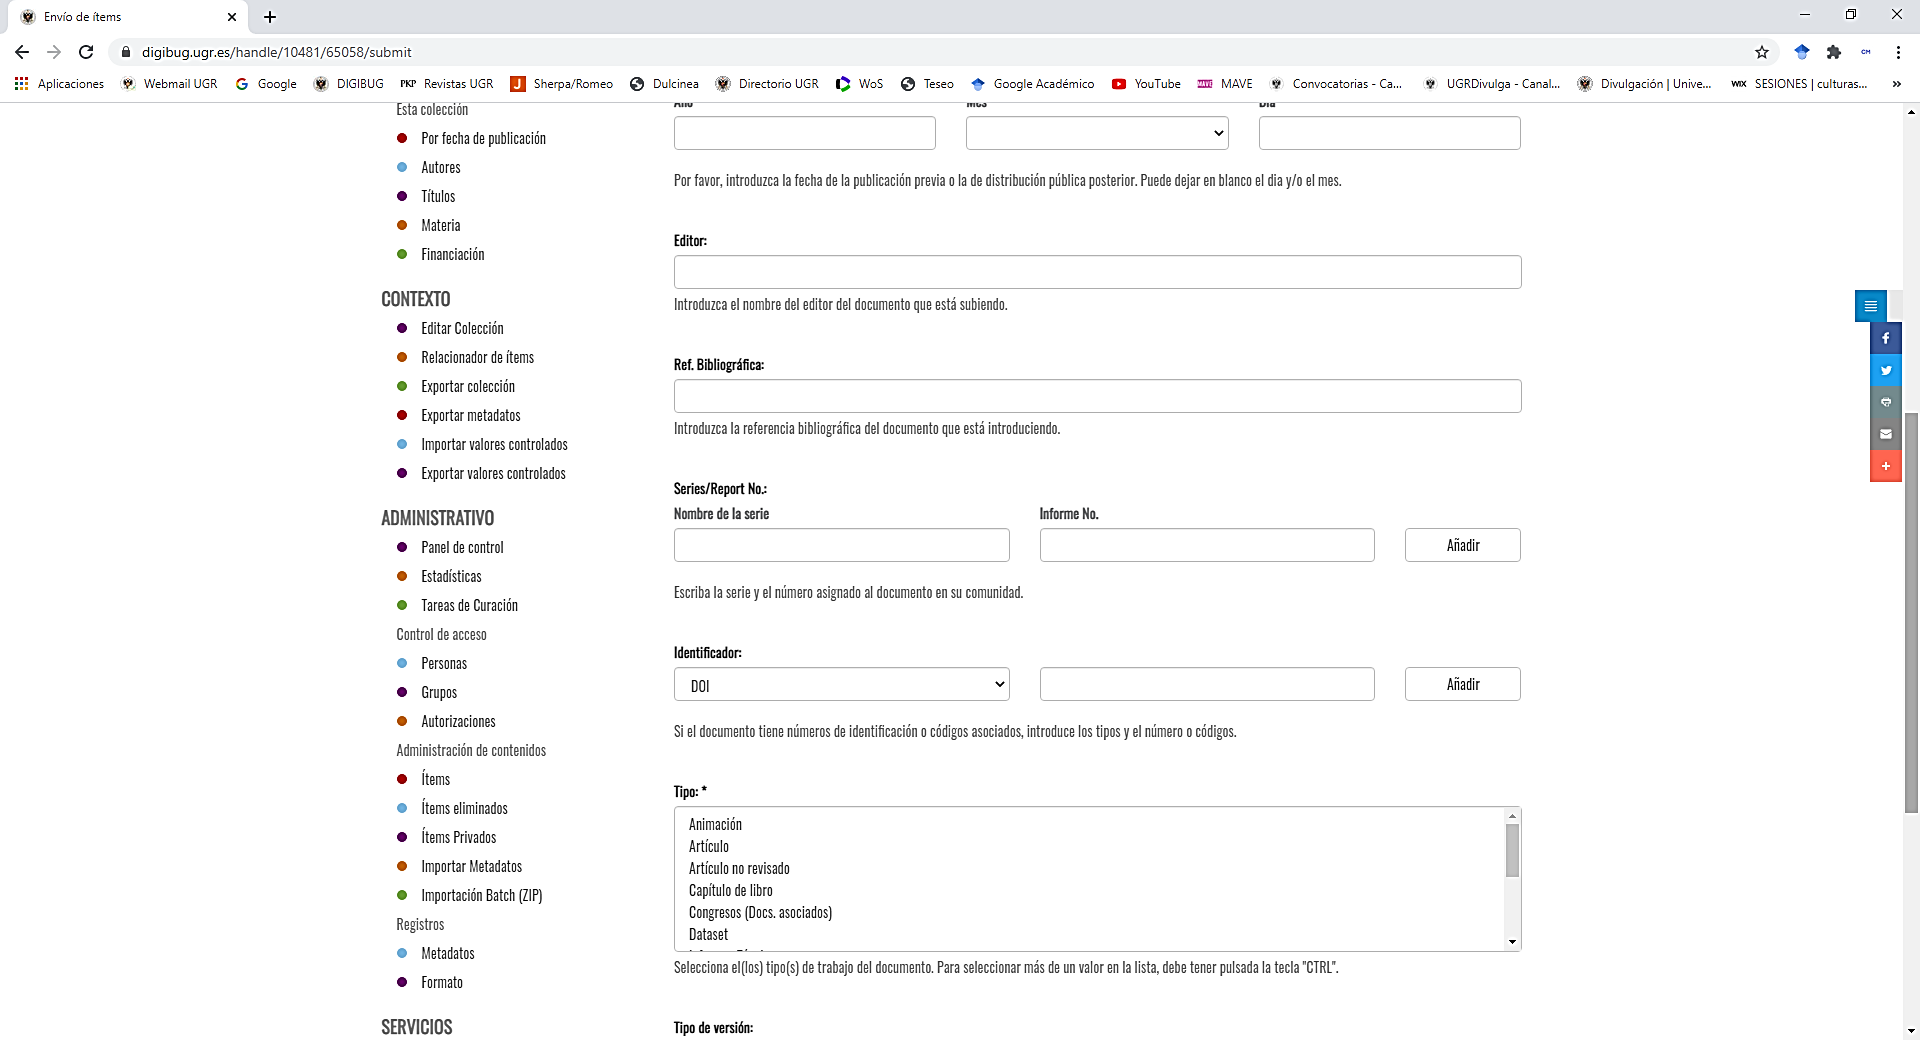 Envío de ítems
digibug.ugr.es/handle/10481/65058/submit
Aplicaciones Webmail UGR Google DIGIBUG PKP Revistas UGR Sherpa/Romeo Dulcinea Directorio UGR WoS Teseo Google Académico YouTube MAVE MAVE Convocatorias - Ca... UGRDivulga - Canal... Divulgación | Unive... WIX SESIONES | culturas... »
Esta colección
Por fecha de publicación
Autores
Títulos
Materia
Financiación
CONTEXTO
Editar Colección
Relacionador de ítems
Exportar colección
Exportar metadatos
Importar valores controlados
Exportar valores controlados
ADMINISTRATIVO
Panel de control
Estadísticas
Tareas de Curación
Control de acceso
Personas
Grupos
Autorizaciones
Administración de contenidos
Ítems
Ítems eliminados
Ítems Privados
Importar Metadatos
Importación Batch (ZIP)
Registros
Metadatos
Formato
SERVICIOS
Año Mes Día
Por favor, introduzca la fecha de la publicación previa o la de distribución pública posterior. Puede dejar en blanco el dia y/o el mes.
Editor:
Introduzca el nombre del editor del documento que está subiendo.
Ref. Bibliográfica:
Introduzca la referencia bibliográfica del documento que está introduciendo.
Series/Report No.:
Nombre de la serie Informe No.
Añadir
Escriba la serie y el número asignado al documento en su comunidad.
Identificador:
DOI Añadir
Si el documento tiene números de identificación o códigos asociados, introduce los tipos y el número o códigos.
Tipo: *
Animación
Artículo
Artículo no revisado
Capítulo de libro
Congresos (Docs. asociados)
Dataset
Selecciona el(los) tipo(s) de trabajo del documento. Para seleccionar más de un valor en la lista, debe tener pulsada la tecla "CTRL".
Tipo de versión: